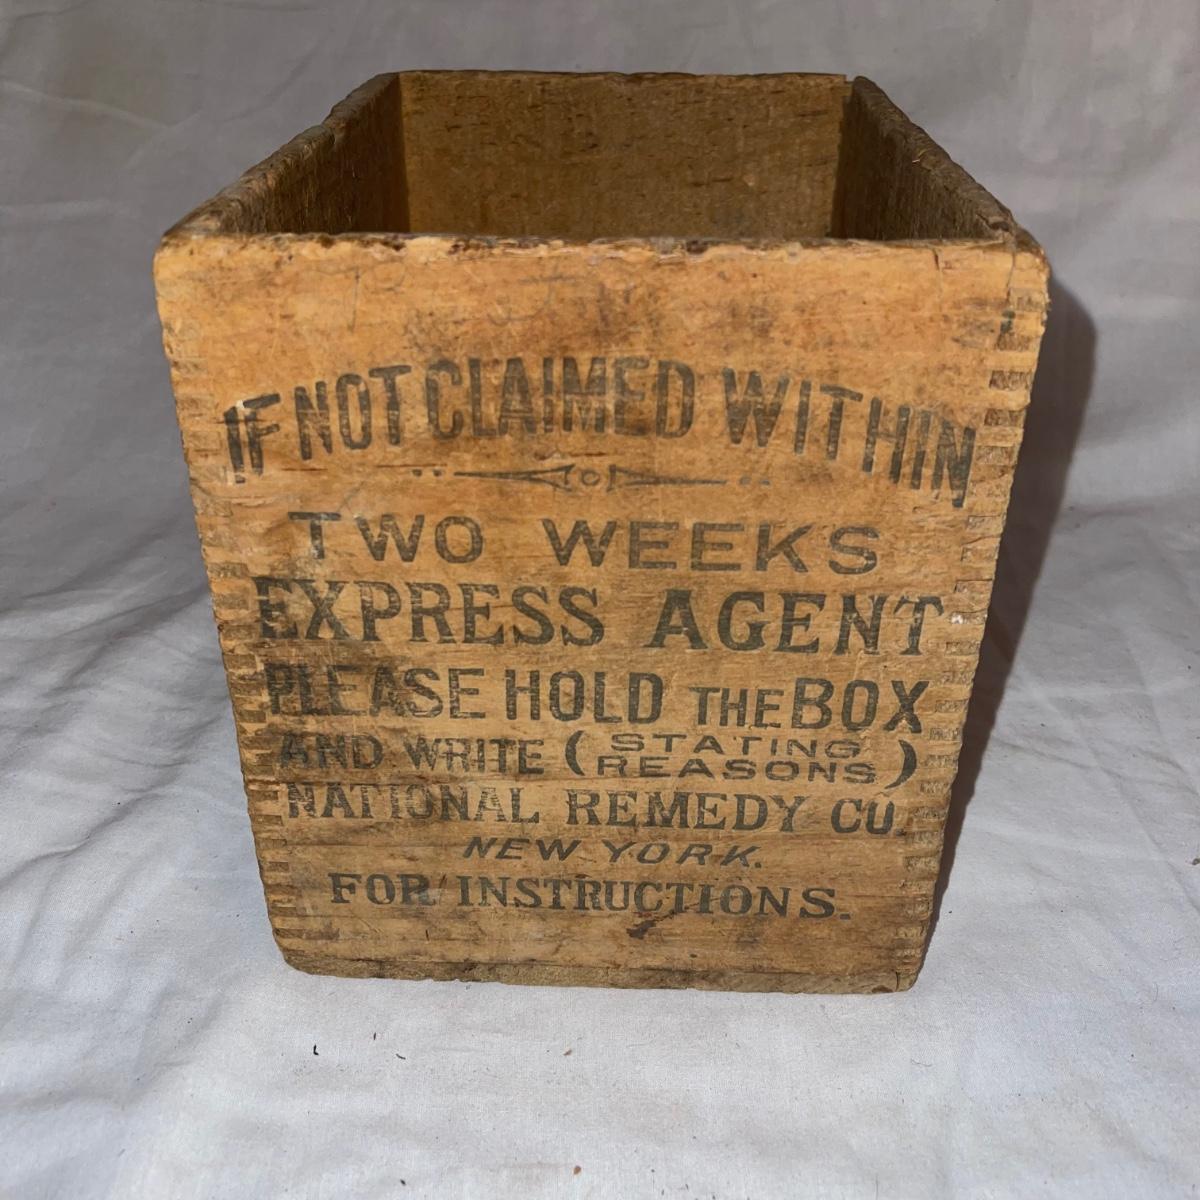 IF NOT CLAIMED WITHIN
TWO WEEKS
EXPRESS AGENT
PLEASE HOLD THE BOX
AND WRITE (STATING REASONS)
NATIONAL REMEDY CO.
NEW YORK.
FOR INSTRUCTIONS.